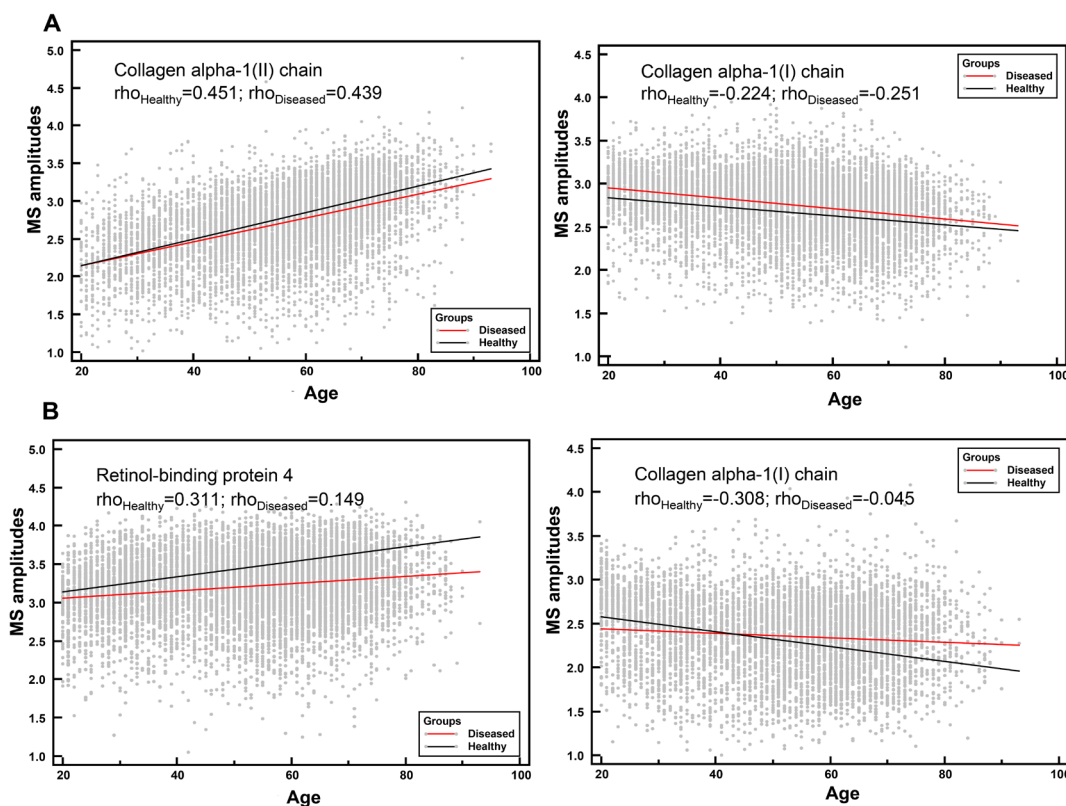 A
Collagen alpha-1(II) chain
rhoHealthy=0.451; rhoDiseased=0.439
MS amplitudes
5.0
4.5
4.0
3.5
3.0
2.5
2.0
1.5
1.0
20
40
60
80
100
Age
Groups
Diseased
Healthy
Collagen alpha-1(I) chain
rhoHealthy=-0.224; rhoDiseased=-0.251
MS amplitudes
4.5
4.0
3.5
3.0
2.5
2.0
1.5
1.0
20
40
60
80
100
Age
Groups
Diseased
Healthy
B
Retinol-binding protein 4
rhoHealthy=0.311; rhoDiseased=0.149
MS amplitudes
5.0
4.5
4.0
3.5
3.0
2.5
2.0
1.5
1.0
20
40
60
80
100
Age
Groups
Diseased
Healthy
Collagen alpha-1(I) chain
rhoHealthy=-0.308; rhoDiseased=-0.045
MS amplitudes
4.5
4.0
3.5
3.0
2.5
2.0
1.5
1.0
20
40
60
80
100
Age
Groups
Diseased
Healthy